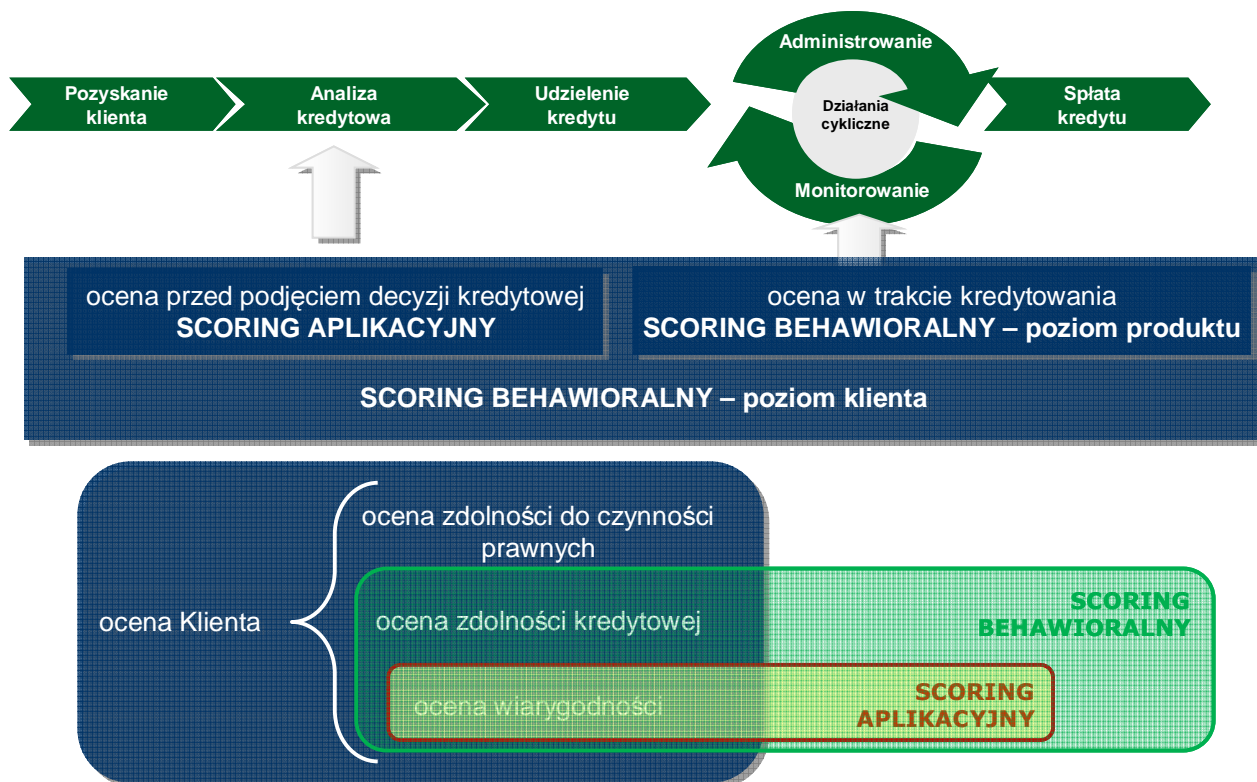 Pozyskanie
klienta
Analiza
kredytowa
Udzielenie
kredytu
Administrowanie
Działania
cykliczne
Monitorowanie
Spłata
kredytu
ocena przed podjęciem decyzji kredytowej
SCORING APLIKACYJNY
ocena w trakcie kredytowania
SCORING BEHAWIORALNY – poziom produktu
SCORING BEHAWIORALNY – poziom klienta
ocena Klienta
ocena zdolności do czynności
prawnych
ocena zdolności kredytowej
SCORING
BEHAWIORALNY
ocena wiarygodności
SCORING
APLIKACYJNY